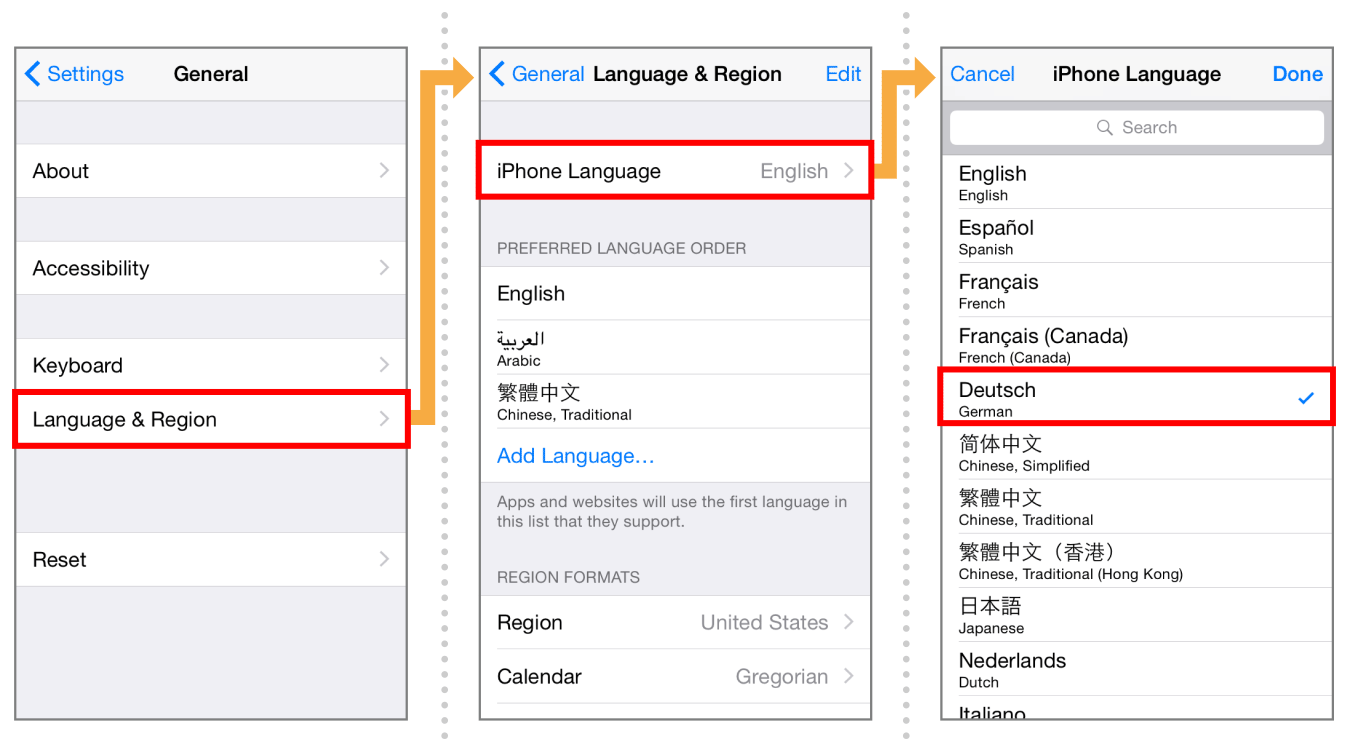 Settings General
About
Accessibility
Keyboard
Language & Region
Reset
General Language & Region Edit
iPhone Language English
PREFERRED LANGUAGE ORDER
English
العربية
Arabic
繁體中文
Chinese, Traditional
Add Language...
Apps and websites will use the first language in
this list that they support.
REGION FORMATS
Region United States
Calendar Gregorian
Cancel iPhone Language Done
Search
English
English
Español
Spanish
Français
French
Français (Canada)
French (Canada)
Deutsch
German
简体中文
Chinese, Simplified
繁體中文
Chinese, Traditional
繁體中文（香港）
Chinese, Traditional (Hong Kong)
日本語
Japanese
Nederlands
Dutch
Italiano